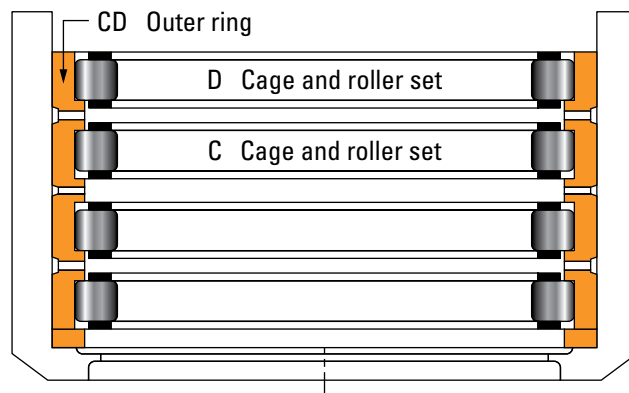 CD Outer ring
D Cage and roller set
C Cage and roller set